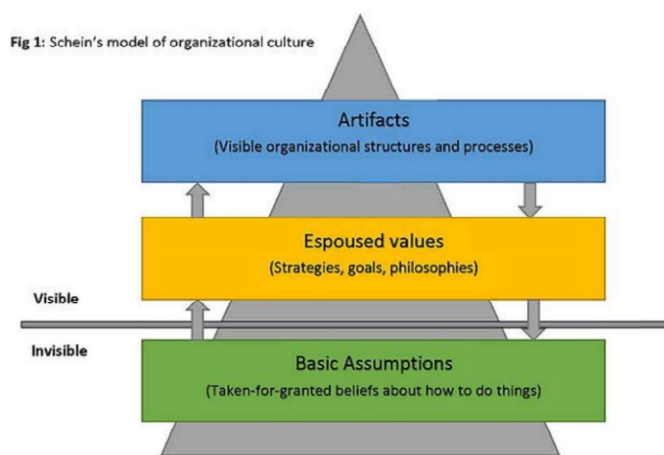 Fig 1: Schein's model of organizational culture
Artifacts
(Visible organizational structures and processes)
Espoused values
(Strategies, goals, philosophies)
Visible
Invisible
Basic Assumptions
(Taken-for-granted beliefs about how to do things)